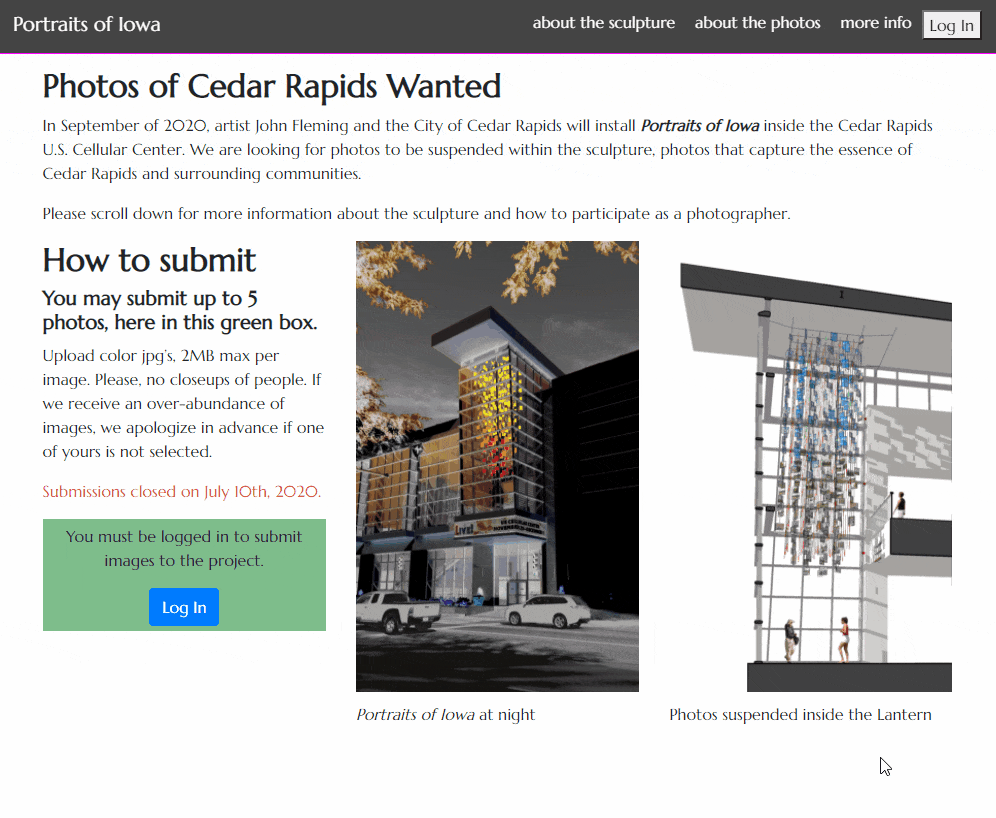 Portraits of Iowa
about the sculpture
about the photos
more info
Log In
Photos of Cedar Rapids Wanted
In September of 2020, artist John Fleming and the City of Cedar Rapids will install Portraits of Iowa inside the Cedar Rapids
U.S. Cellular Center. We are looking for photos to be suspended within the sculpture, photos that capture the essence of
Cedar Rapids and surrounding communities.
Please scroll down for more information about the sculpture and how to participate as a photographer.
How to submit
You may submit up to 5
photos, here in this green box.
Upload color jpg's, 2MB max per
image. Please, no closeups of people. If
we receive an over-abundance of
images, we apologize in advance if one
of yours is not selected.
Submissions closed on July 10th, 2020.
You must be logged in to submit
images to the project.
Log In
Portraits of Iowa at night
Photos suspended inside the Lantern